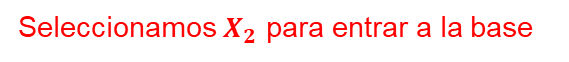 Seleccionamos X₂ para entrar a la base